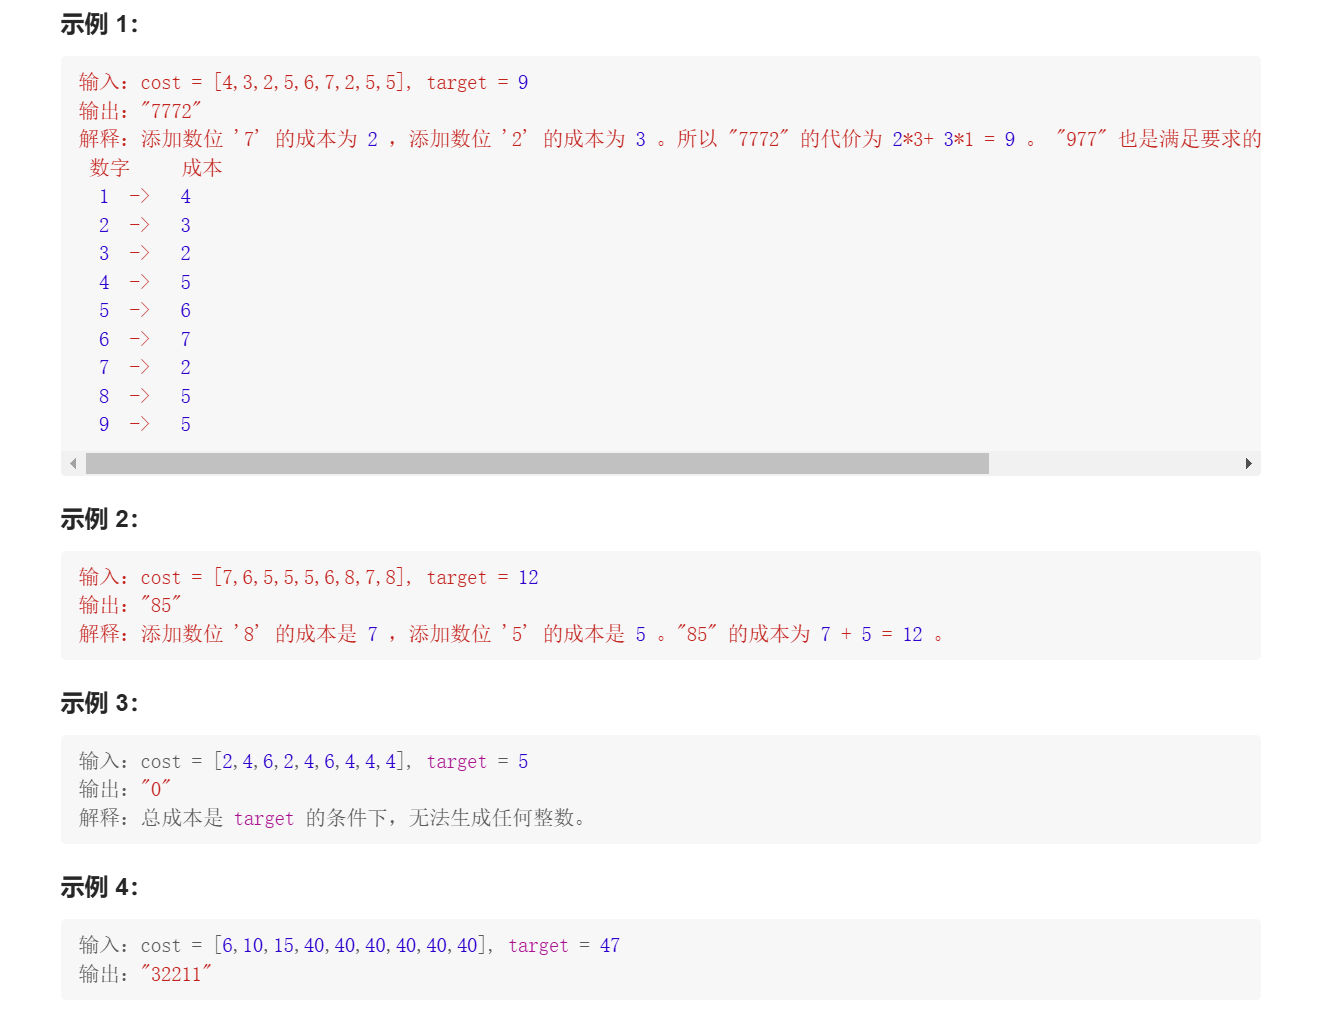 示例 1：
输入：cost = [4,3,2,5,6,7,2,5,5], target = 9
输出："7772"
解释：添加数位 '7' 的成本为 2 ，添加数位 '2' 的成本为 3 。所以 "7772" 的代价为 2*3+ 3*1 = 9 。 "977" 也是满足要求的
数字     成本
1  ->   4
2  ->   3
3  ->   2
4  ->   5
5  ->   6
6  ->   7
7  ->   2
8  ->   5
9  ->   5
示例 2：
输入：cost = [7,6,5,5,5,6,8,7,8], target = 12
输出："85"
解释：添加数位 '8' 的成本是 7 ，添加数位 '5' 的成本是 5 。"85" 的成本为 7 + 5 = 12 。
示例 3：
输入：cost = [2,4,6,2,4,6,4,4,4], target = 5
输出："0"
解释：总成本是 target 的条件下，无法生成任何整数。
示例 4：
输入：cost = [6,10,15,40,40,40,40,40,40], target = 47
输出："32211"